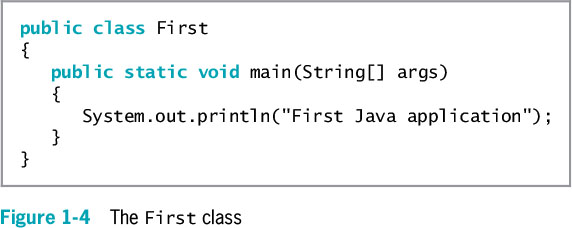 public class First
{
   public static void main(String[] args)
   {
      System.out.println("First Java application");
   }
}
Figure 1-4 The First class